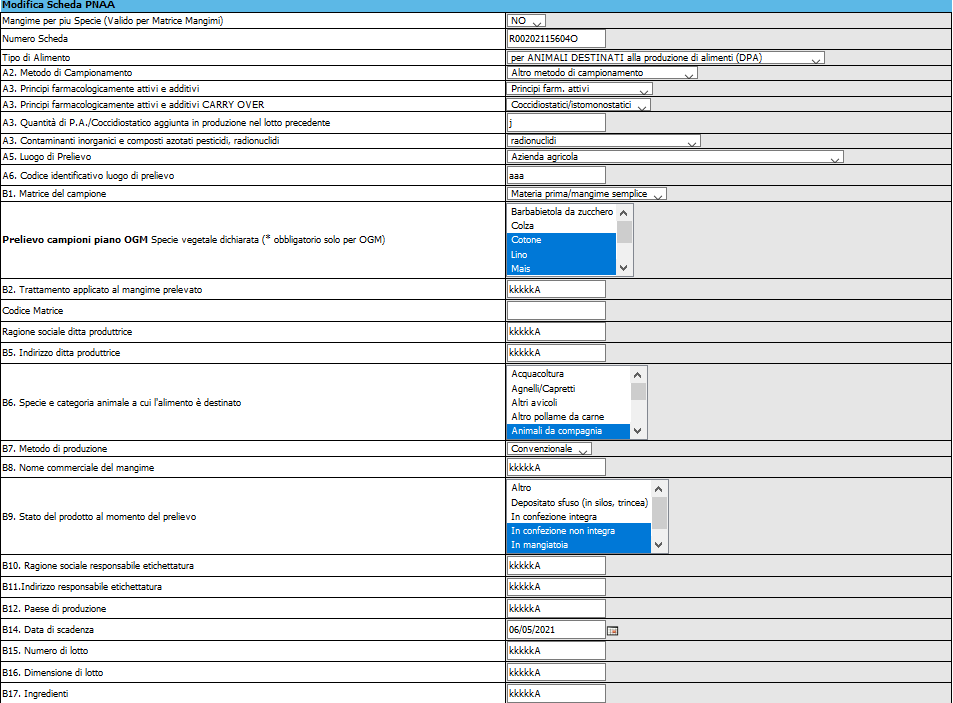 Modifica Scheda PNAA
Mangime per piu Specie (Valido per Matrice Mangimi) NO
Numero Scheda R00202115604O
Tipo di Alimento per ANIMALI DESTINATI alla produzione di alimenti (DPA)
A2. Metodo di Campionamento Altro metodo di campionamento
A3. Principi farmacologicamente attivi e additivi Principi farm. attivi
A3. Principi farmacologicamente attivi e additivi CARRY OVER Coccidiostatici/istomonostatici
A3. Quantità di P.A./Coccidiostatico aggiunta in produzione nel lotto precedente j
A3. Contaminanti inorganici e composti azotati pesticidi, radionuclidi radionuclidi
A5. Luogo di Prelievo Azienda agricola
A6. Codice identificativo luogo di prelievo aaa
B1. Matrice del campione Materia prima/mangime semplice
Prelievo campioni piano OGM Specie vegetale dichiarata (* obbligatorio solo per OGM)
Barbabietola da zucchero
Colza
Cotone
Lino
Mais
B2. Trattamento applicato al mangime prelevato kkkkkA
Codice Matrice
Ragione sociale ditta produttrice kkkkkA
B5. Indirizzo ditta produttrice kkkkkA
B6. Specie e categoria animale a cui l'alimento è destinato
Acquacoltura
Agnelli/Capretti
Altri avicoli
Altro pollame da carne
Animali da compagnia
B7. Metodo di produzione Convenzionale
B8. Nome commerciale del mangime kkkkkA
B9. Stato del prodotto al momento del prelievo
Altro
Depositato sfuso (in silos, trincea)
In confezione integra
In confezione non integra
In mangiatoia
B10. Ragione sociale responsabile etichettatura kkkkkA
B11.Indirizzo responsabile etichettatura kkkkkA
B12. Paese di produzione kkkkkA
B14. Data di scadenza 06/05/2021
B15. Numero di lotto kkkkkA
B16. Dimensione di lotto kkkkkA
B17. Ingredienti kkkkkA